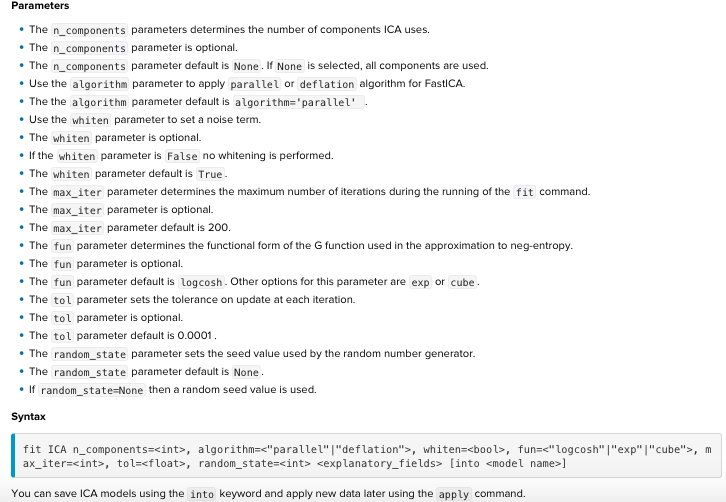 Parameters
The n_components parameters determines the number of components ICA uses.
The n_components parameter is optional.
The n_components parameter default is None. If None is selected, all components are used.
Use the algorithm parameter to apply parallel or deflation algorithm for FastICA.
The the algorithm parameter default is algorithm='parallel' .
Use the whiten parameter to set a noise term.
The whiten parameter is optional.
If the whiten parameter is False no whitening is performed.
The whiten parameter default is True.
The max_iter parameter determines the maximum number of iterations during the running of the fit command.
The max_iter parameter is optional.
The max_iter parameter default is 200.
The fun parameter determines the functional form of the G function used in the approximation to neg-entropy.
The fun parameter is optional.
The fun parameter default is logcosh. Other options for this parameter are exp or cube.
The tol parameter sets the tolerance on update at each iteration.
The tol parameter is optional.
The tol parameter default is 0.0001 .
The random_state parameter sets the seed value used by the random number generator.
The random_state parameter default is None.
If random_state=None then a random seed value is used.
Syntax
fit ICA n_components=<int>, algorithm=<"parallel"|"deflation">, whiten=<bool>, fun=<"logcosh"|"exp"|"cube">, m
ax_iter=<int>, tol=<float>, random_state=<int> <explanatory_fields> [into <model name>]
You can save ICA models using the into keyword and apply new data later using the apply command.